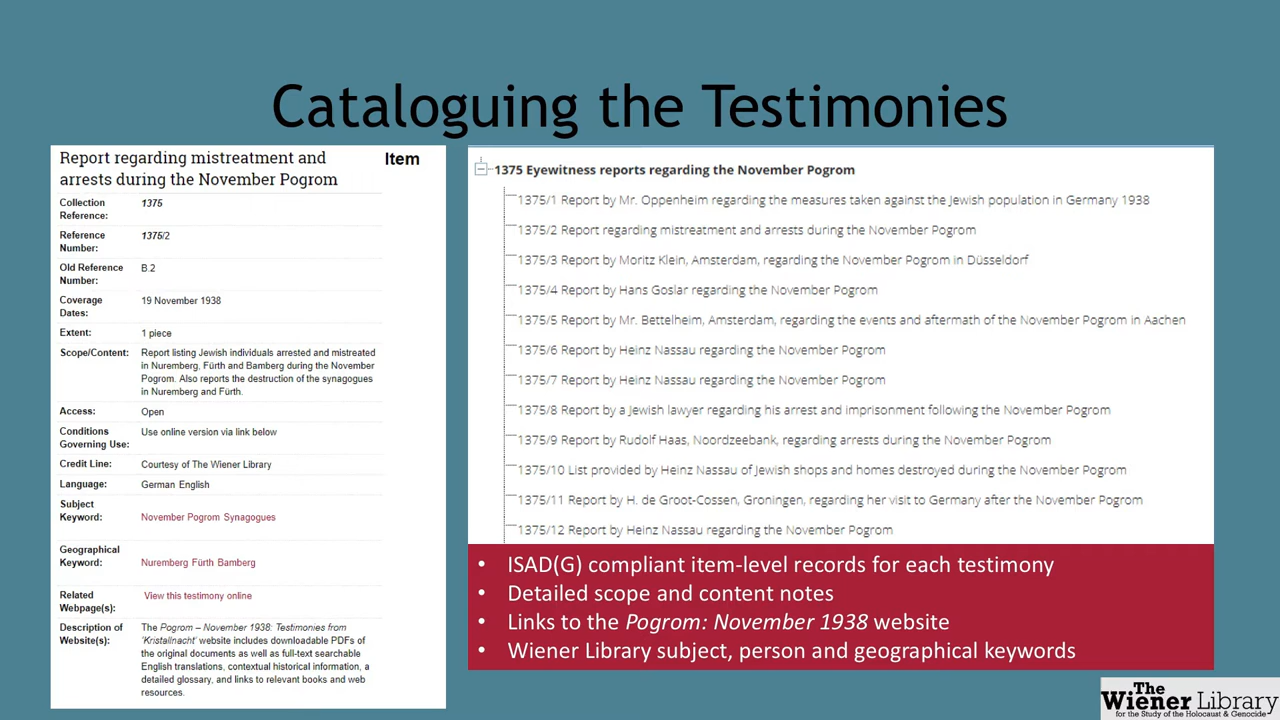 Cataloguing the Testimonies
Report regarding mistreatment and
arrests during the November Pogrom
Item
Collection
Reference:
1375
Reference
Number:
1375/2
Old Reference
Number:
B.2
Coverage
Dates:
19 November 1938
Extent:
1 piece
Scope/Content:
Report listing Jewish individuals arrested and mistreated
in Nuremberg, Fürth and Bamberg during the November
Pogrom. Also reports the destruction of the synagogues
in Nuremberg and Fürth.
Access:
Open
Conditions
Governing Use:
Use online version via link below
Credit Line:
Courtesy of The Wiener Library
Language:
German English
Subject
Keyword:
November Pogrom Synagogues
Geographical
Keyword:
Nuremberg Fürth Bamberg
Related
Webpage(s):
View this testimony online
Description of
Website(s):
The Pogrom – November 1938: Testimonies from
'Kristallnacht' website includes downloadable PDFs of
the original documents as well as full-text searchable
English translations, contextual historical information, a
detailed glossary, and links to relevant books and web
resources.
1375 Eyewitness reports regarding the November Pogrom
1375/1 Report by Mr. Oppenheim regarding the measures taken against the Jewish population in Germany 1938
1375/2 Report regarding mistreatment and arrests during the November Pogrom
1375/3 Report by Moritz Klein, Amsterdam, regarding the November Pogrom in Düsseldorf
1375/4 Report by Hans Goslar regarding the November Pogrom
1375/5 Report by Mr. Bettelheim, Amsterdam, regarding the events and aftermath of the November Pogrom in Aachen
1375/6 Report by Heinz Nassau regarding the November Pogrom
1375/7 Report by Heinz Nassau regarding the November Pogrom
1375/8 Report by a Jewish lawyer regarding his arrest and imprisonment following the November Pogrom
1375/9 Report by Rudolf Haas, Noordzeebank, regarding arrests during the November Pogrom
1375/10 List provided by Heinz Nassau of Jewish shops and homes destroyed during the November Pogrom
1375/11 Report by H. de Groot-Cossen, Groningen, regarding her visit to Germany after the November Pogrom
1375/12 Report by Heinz Nassau regarding the November Pogrom
• ISAD(G) compliant item-level records for each testimony
• Detailed scope and content notes
• Links to the Pogrom: November 1938 website
• Wiener Library subject, person and geographical keywords
The
Wiener Library
for the Study of the Holocaust & Genocide